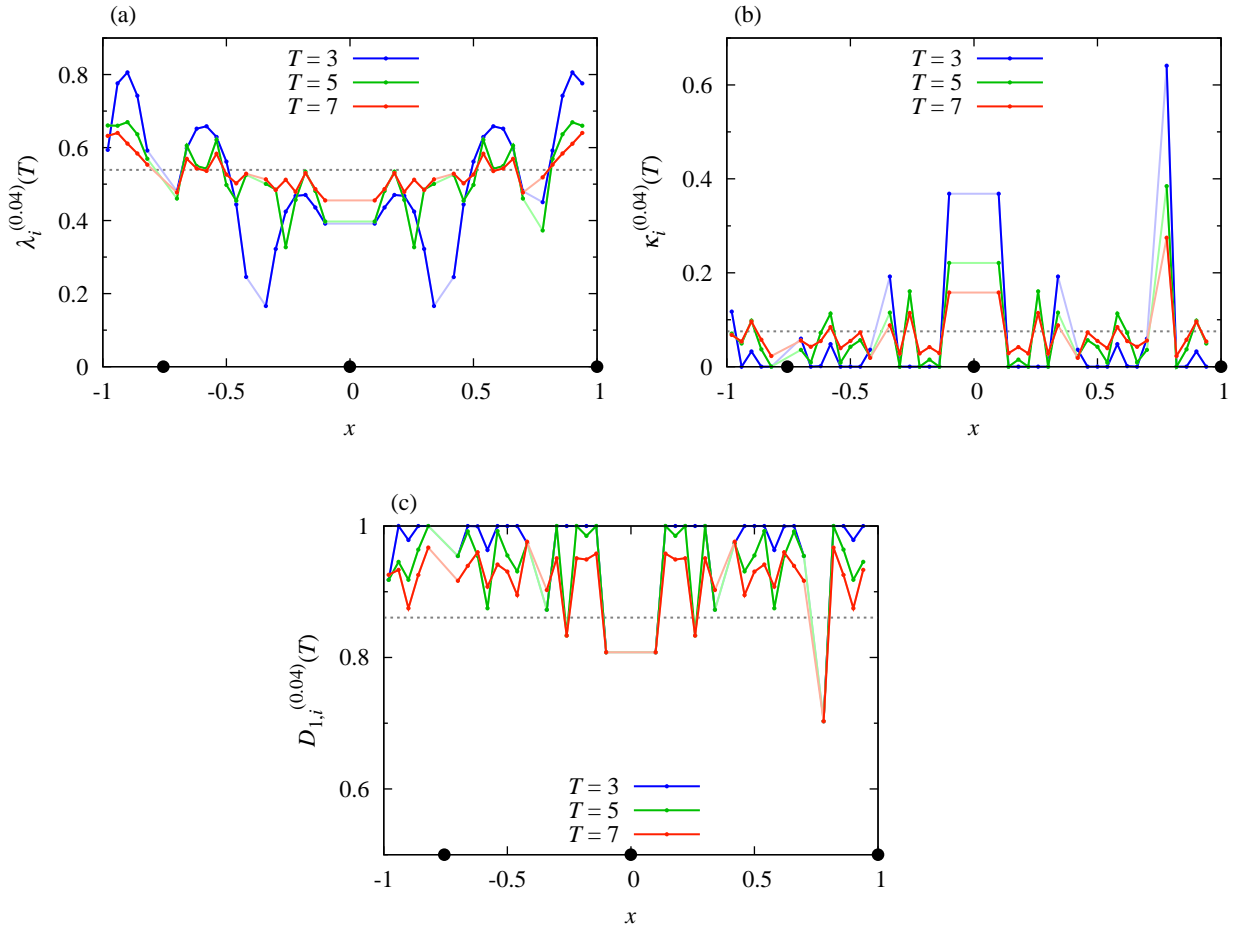 (a)
λ_i^(0.04)(T)
0
0.2
0.4
0.6
0.8
-1
-0.5
0
0.5
1
x
T = 3
T = 5
T = 7
(b)
κ_i^(0.04)(T)
0
0.2
0.4
0.6
-1
-0.5
0
0.5
1
x
T = 3
T = 5
T = 7
(c)
D_{1,i}^(0.04)(T)
0.6
0.8
1
-1
-0.5
0
0.5
1
x
T = 3
T = 5
T = 7